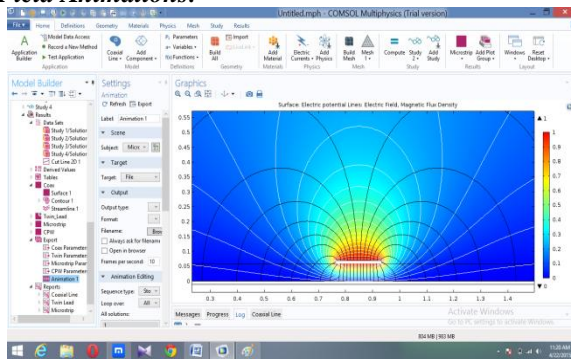 Field Animations.
Untitled.mph - COMSOL Multiphysics (Trial version)
File Home Definitions Geometry Materials Physics Mesh Study Results
Application Builder
Model Data Access
Record a New Method
Test Application
Application
Coaxial Line
Add Component
Model
Parameters
Variables
Functions
Definitions
Build All
Import
Geometry
Add Material
Materials
Electric Currents
Add Physics
Physics
Build Mesh
Mesh 1
Mesh
Compute
Study 2
Add Study
Study
Microstrip
Add Plot Group
Results
Windows
Reset Desktop
Layout
Model Builder
Study 4
Results
Data Sets
Study 1/Solution
Study 2/Solution
Study 3/Solution
Study 4/Solution
Cut Line 2D 1
Derived Values
Tables
Coax
Surface 1
Contour 1
Streamline 1
Twin_Lead
Microstrip
CPW
Export
Coax Parameter
Twin Parameter
Microstrip Para
CPW Parameter
Animation 1
Reports
Coaxial Line
Twin Lead
Microstrip
Settings
Animation
Refresh Export
Label: Animation 1
Scene
Subject: Micr
Target
Target: File
Output
Output type:
Format
Filename:
Always ask for filename
Open in browser
Frames per second: 10
Animation Editing
Sequence type: Sto
Loop over: All
All solutions:
Graphics
Surface: Electric potential Lines: Electric Field, Magnetic Flux Density
0.55
0.5
0.45
0.4
0.35
0.3
0.25
0.2
0.15
0.1
0.05
0
0.3 0.4 0.5 0.6 0.7 0.8 0.9 1 1.1 1.2 1.3 1.4
▲ 1
1
0.9
0.8
0.7
0.6
0.5
0.4
0.3
0.2
0.1
0
▼ 0
Messages Progress Log Coaxial Line
Activate Windows
Go to PC settings to activate Windows.
834 MB | 903 MB